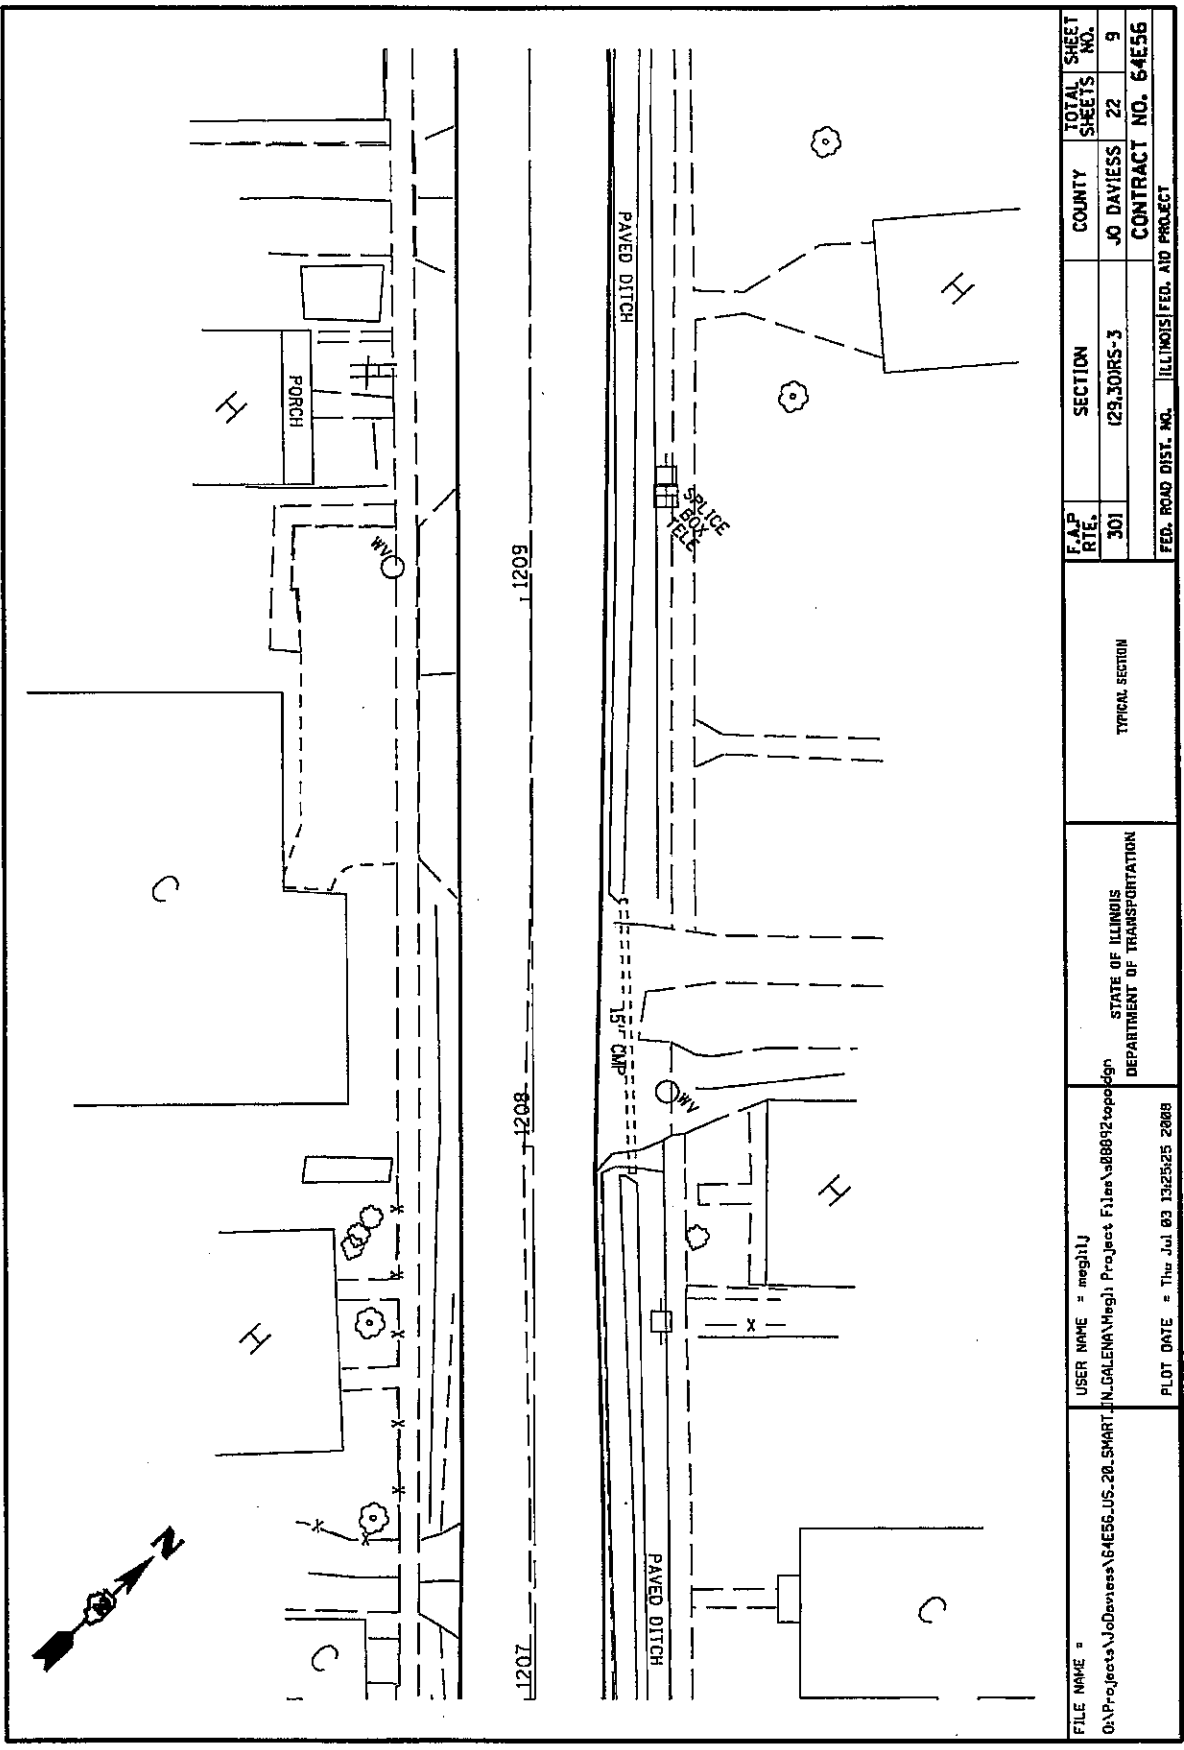 PAVED DITCH
H
H
PORCH
WV
SPLICE
BOX
TELE
1209
C
15" CMP
1208
WV
H
H
N
C
C
PAVED DITCH
1207
FILE NAME =
O:\Projects\JoDaviess\64E56_US_20_SMART_IN_GALENA\Megli Project Files\s08892topo.dgn
USER NAME = meglilj
PLOT DATE = Thu Jul 03 13:25:25 2008
STATE OF ILLINOIS
DEPARTMENT OF TRANSPORTATION
TYPICAL SECTION
F.A.P. RTE. SECTION COUNTY TOTAL SHEETS SHEET NO.
301 (29,30)RS-3 JO DAVIESS 22 9
CONTRACT NO. 64E56
FED. ROAD DIST. NO. ILLINOIS FED. AID PROJECT
X
X
X
X
X
X
X
X